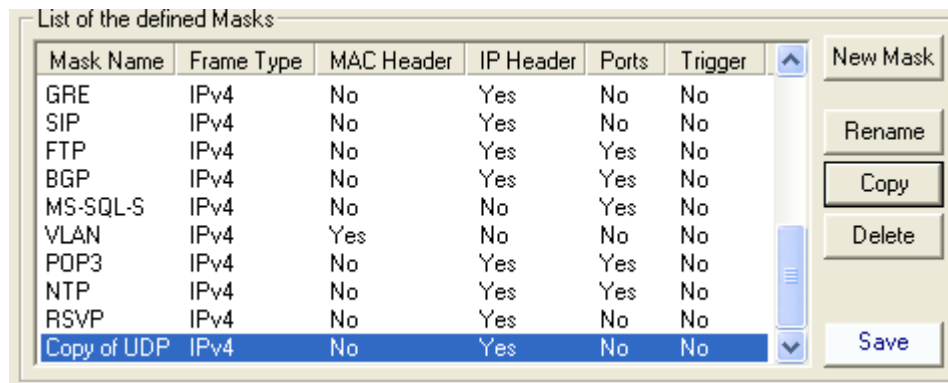 List of the defined Masks
Mask Name Frame Type MAC Header IP Header Ports Trigger
GRE IPv4 No Yes No No
SIP IPv4 No Yes No No
FTP IPv4 No Yes Yes No
BGP IPv4 No Yes Yes No
MS-SQL-S IPv4 No No Yes No
VLAN IPv4 Yes No No No
POP3 IPv4 No Yes Yes No
NTP IPv4 No Yes Yes No
RSVP IPv4 No Yes No No
Copy of UDP IPv4 No Yes No No
New Mask
Rename
Copy
Delete
Save